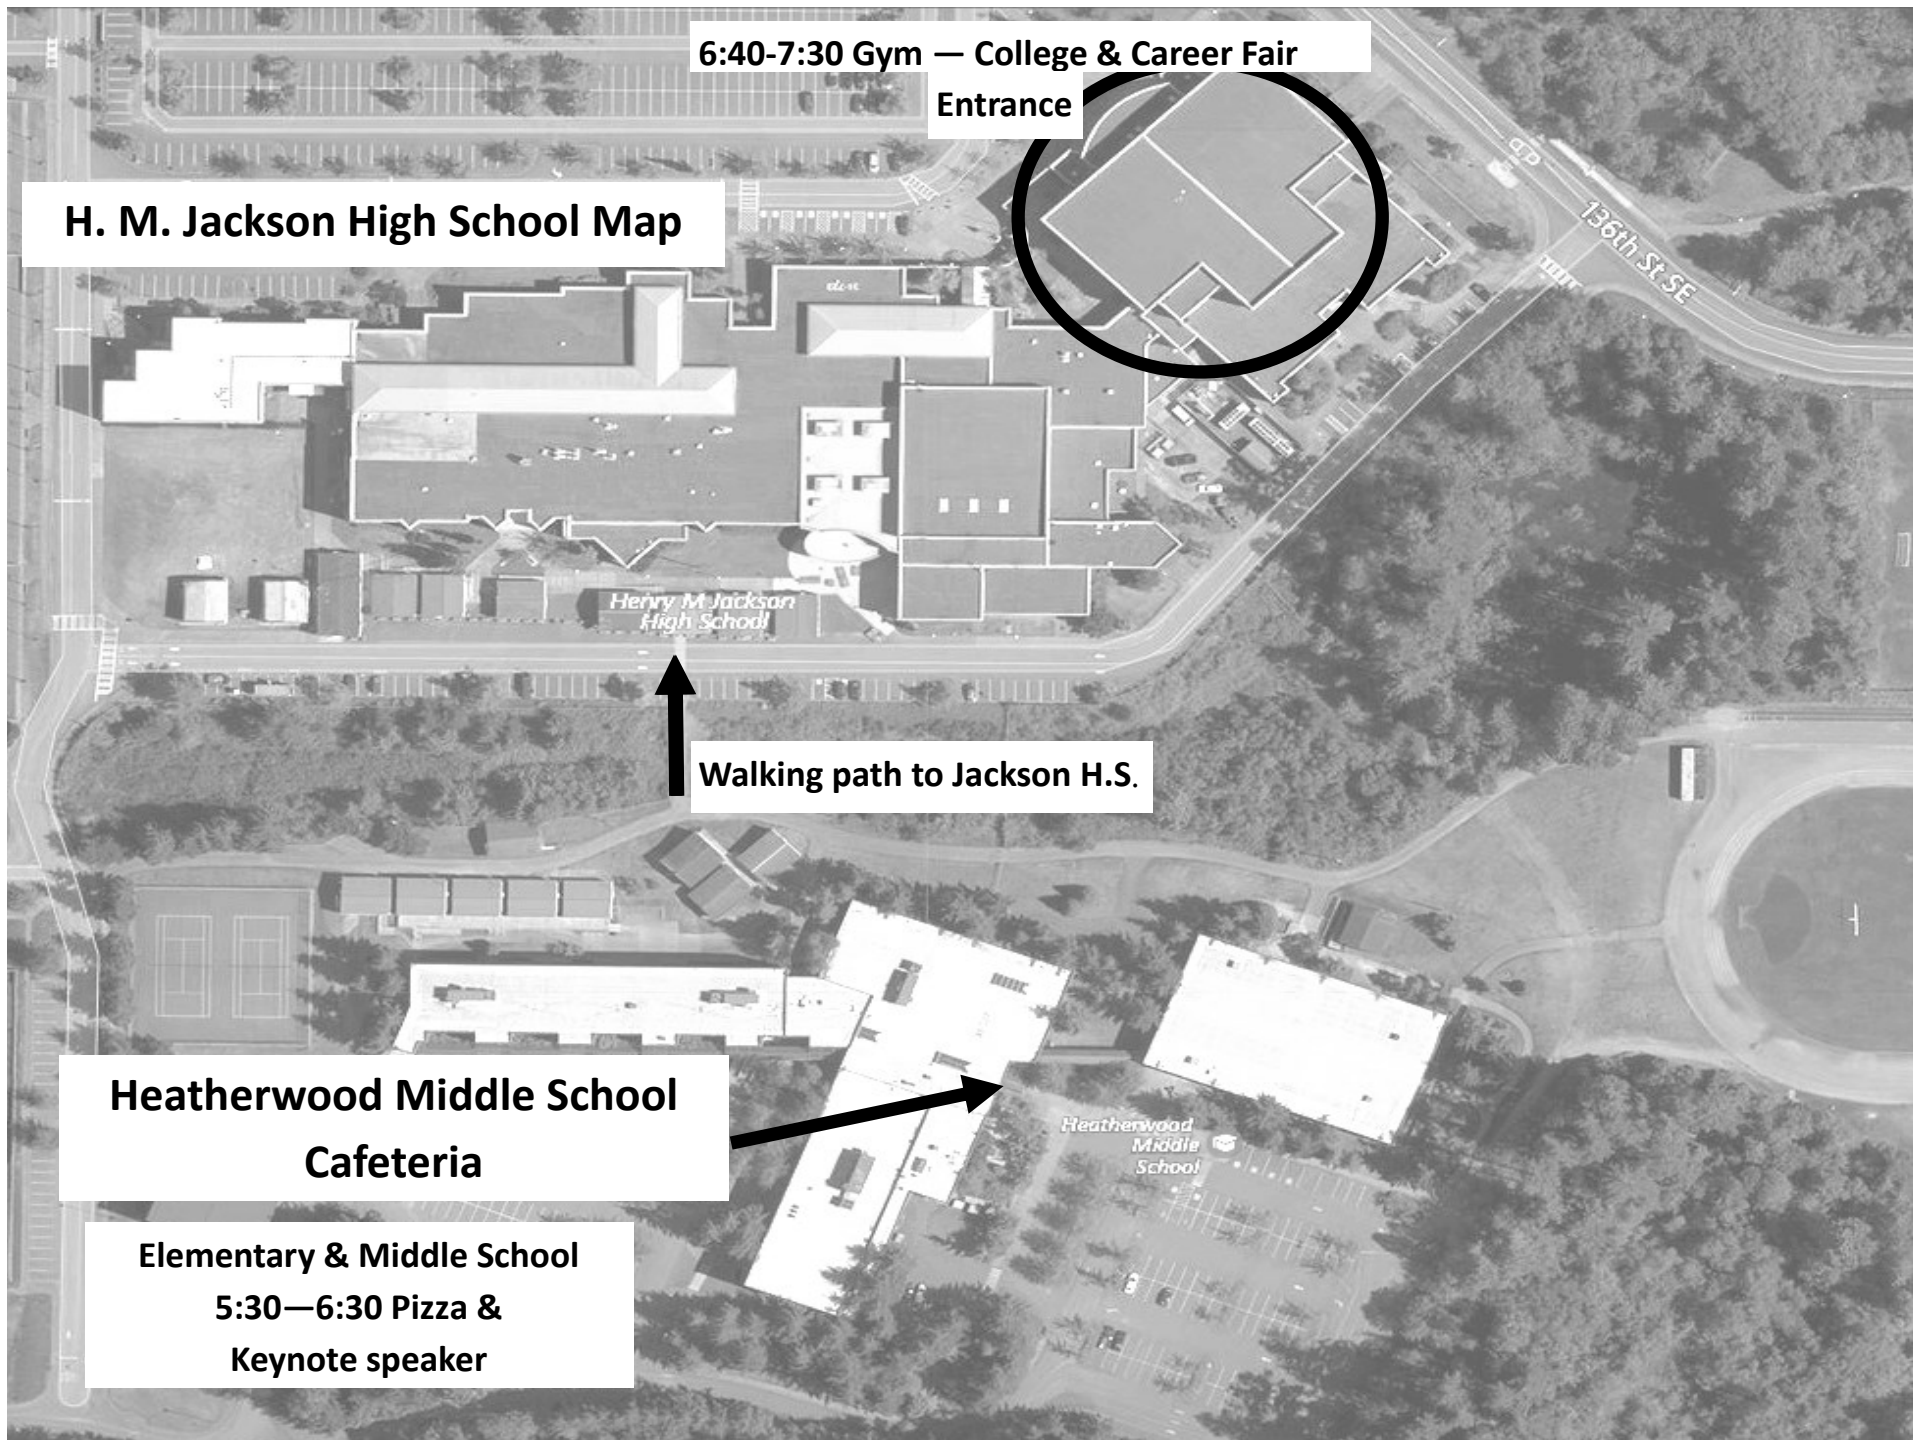 6:40-7:30 Gym — College & Career Fair
Entrance
H. M. Jackson High School Map
136th St SE
Henry M Jackson
High School
Walking path to Jackson H.S.
Heatherwood Middle School
Cafeteria
Heatherwood
Middle
School
Elementary & Middle School
5:30—6:30 Pizza &
Keynote speaker